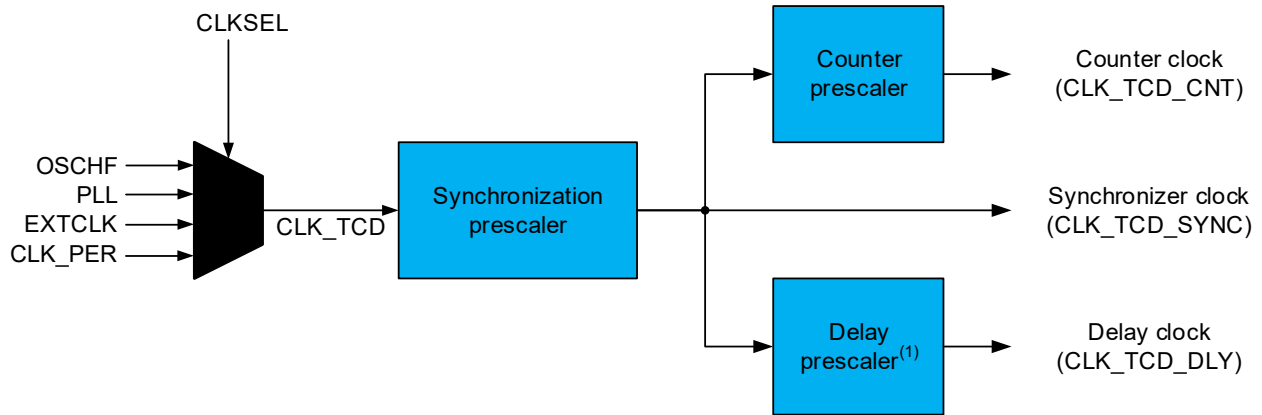 CLKSEL
OSCHF
PLL
EXTCLK
CLK_PER
CLK_TCD
Synchronization
prescaler
Counter
prescaler
Counter clock
(CLK_TCD_CNT)
Synchronizer clock
(CLK_TCD_SYNC)
Delay
prescaler(1)
Delay clock
(CLK_TCD_DLY)